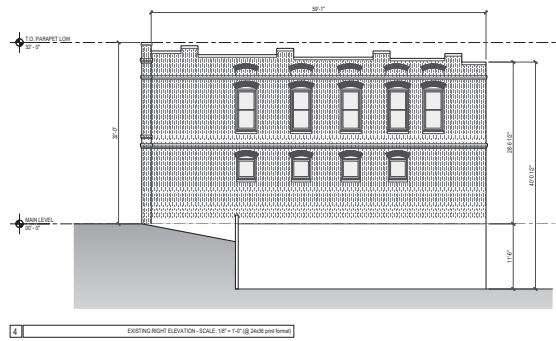 59'-1"
T.O. PARAPET LOW
32' - 0"
32'-0"
28'-6 1/2"
40'-0 1/2"
MAIN LEVEL
00' - 0"
11'-6"
4 EXISTING RIGHT ELEVATION - SCALE: 1/8" = 1'-0" (@ 24x36 print format)